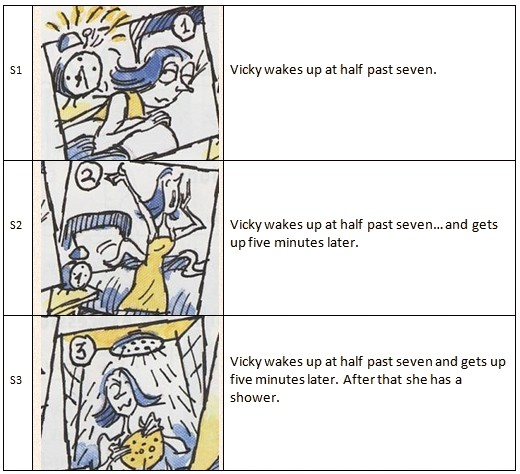 S1
1
Vicky wakes up at half past seven.
S2
2
Vicky wakes up at half past seven... and gets
up five minutes later.
S3
3
Vicky wakes up at half past seven and gets up
five minutes later. After that she has a
shower.